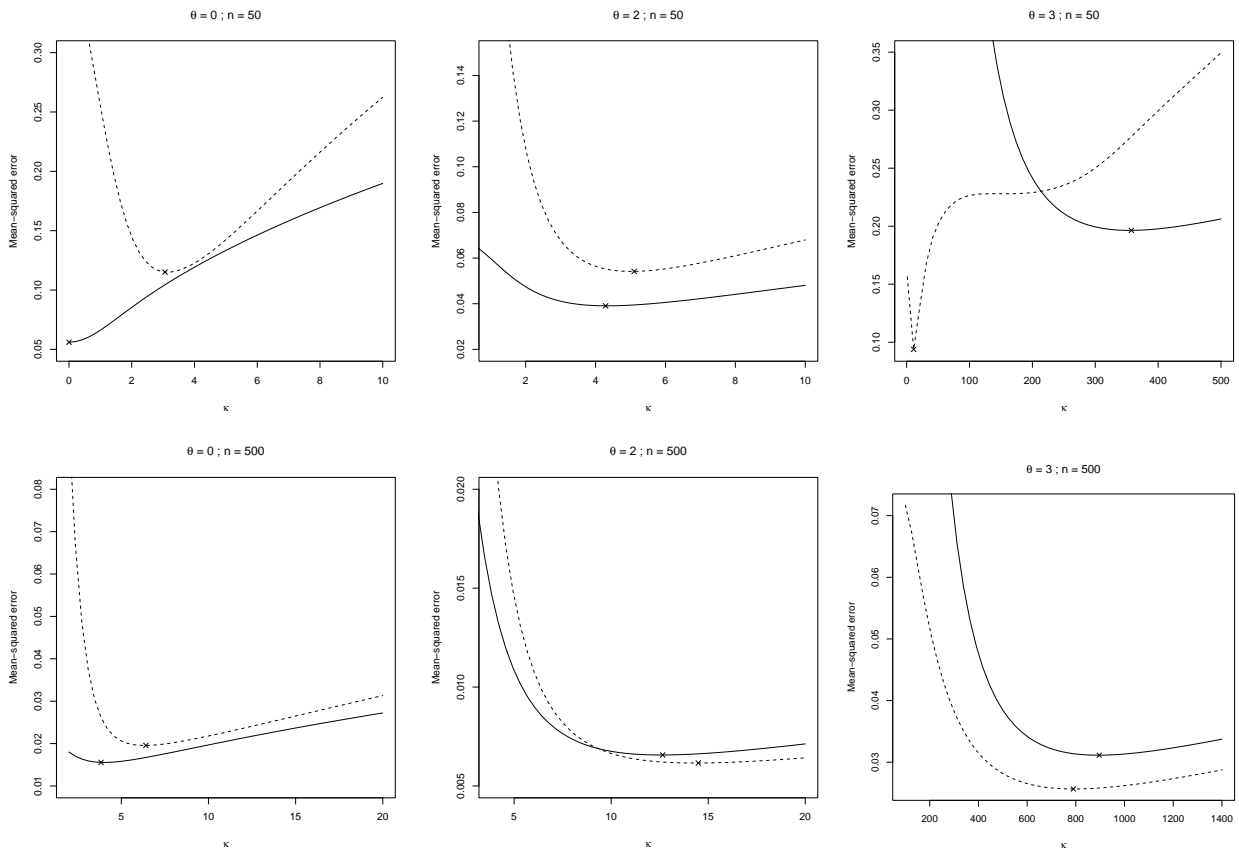 θ = 0 ; n = 50
Mean−squared error
0.05 0.10 0.15 0.20 0.25 0.30
0 2 4 6 8 10
κ
θ = 2 ; n = 50
Mean−squared error
0.02 0.04 0.06 0.08 0.10 0.12 0.14
2 4 6 8 10
κ
θ = 3 ; n = 50
Mean−squared error
0.10 0.15 0.20 0.25 0.30 0.35
0 100 200 300 400 500
κ
θ = 0 ; n = 500
Mean−squared error
0.01 0.02 0.03 0.04 0.05 0.06 0.07 0.08
5 10 15 20
κ
θ = 2 ; n = 500
Mean−squared error
0.005 0.010 0.015 0.020
5 10 15 20
κ
θ = 3 ; n = 500
Mean−squared error
0.03 0.04 0.05 0.06 0.07
200 400 600 800 1000 1200 1400
κ